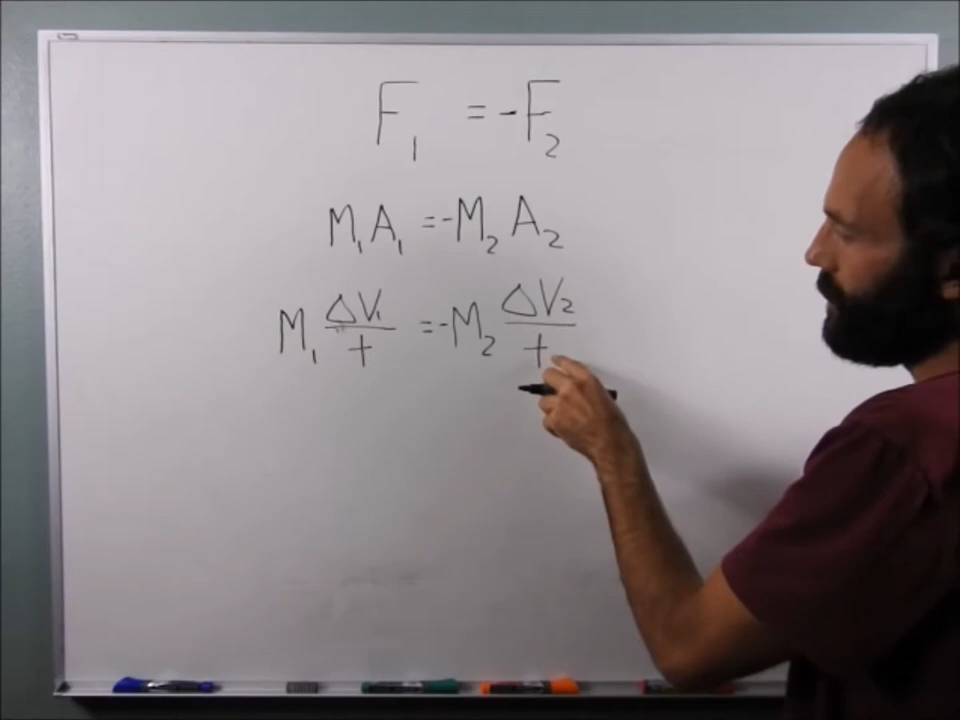 F₁ = -F₂
M₁A₁ = -M₂A₂
M₁ ΔV₁/t = -M₂ ΔV₂/t